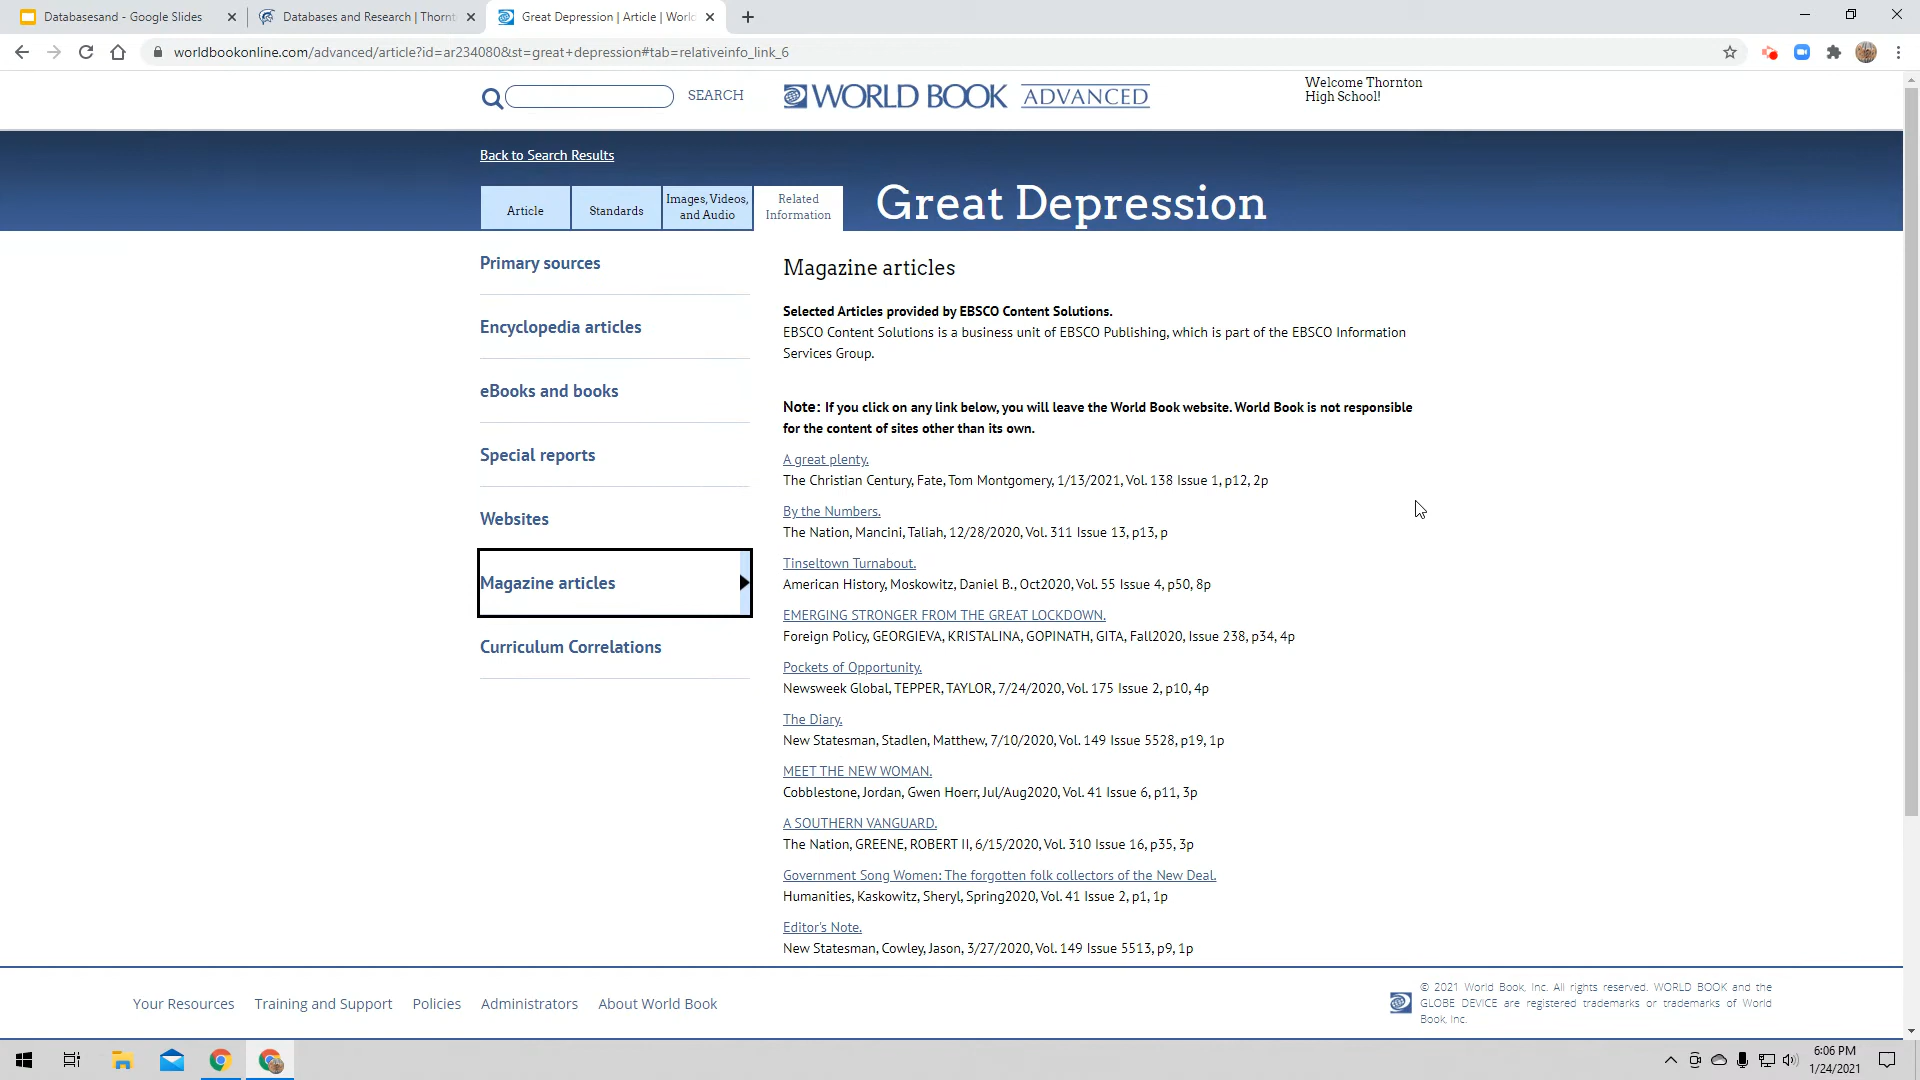 Databasesand - Google Slides
Databases and Research | Thornt
Great Depression | Article | Worl
worldbookonline.com/advanced/article?id=ar234080&st=great+depression#tab=relativeinfo_link_6
SEARCH
WORLD BOOK ADVANCED
Welcome Thornton
High School!
Back to Search Results
Article
Standards
Images, Videos,
and Audio
Related
Information
Great Depression
Primary sources
Encyclopedia articles
eBooks and books
Special reports
Websites
Magazine articles
Curriculum Correlations
Magazine articles
Selected Articles provided by EBSCO Content Solutions.
EBSCO Content Solutions is a business unit of EBSCO Publishing, which is part of the EBSCO Information
Services Group.
Note: If you click on any link below, you will leave the World Book website. World Book is not responsible
for the content of sites other than its own.
A great plenty.
The Christian Century, Fate, Tom Montgomery, 1/13/2021, Vol. 138 Issue 1, p12, 2p
By the Numbers.
The Nation, Mancini, Taliah, 12/28/2020, Vol. 311 Issue 13, p13, p
Tinseltown Turnabout.
American History, Moskowitz, Daniel B., Oct2020, Vol. 55 Issue 4, p50, 8p
EMERGING STRONGER FROM THE GREAT LOCKDOWN.
Foreign Policy, GEORGIEVA, KRISTALINA, GOPINATH, GITA, Fall2020, Issue 238, p34, 4p
Pockets of Opportunity.
Newsweek Global, TEPPER, TAYLOR, 7/24/2020, Vol. 175 Issue 2, p10, 4p
The Diary.
New Statesman, Stadlen, Matthew, 7/10/2020, Vol. 149 Issue 5528, p19, 1p
MEET THE NEW WOMAN.
Cobblestone, Jordan, Gwen Hoerr, Jul/Aug2020, Vol. 41 Issue 6, p11, 3p
A SOUTHERN VANGUARD.
The Nation, GREENE, ROBERT II, 6/15/2020, Vol. 310 Issue 16, p35, 3p
Government Song Women: The forgotten folk collectors of the New Deal.
Humanities, Kaskowitz, Sheryl, Spring2020, Vol. 41 Issue 2, p1, 1p
Editor's Note.
New Statesman, Cowley, Jason, 3/27/2020, Vol. 149 Issue 5513, p9, 1p
Your Resources
Training and Support
Policies
Administrators
About World Book
© 2021 World Book, Inc. All rights reserved. WORLD BOOK and the
GLOBE DEVICE are registered trademarks or trademarks of World
Book, Inc.
6:06 PM
1/24/2021